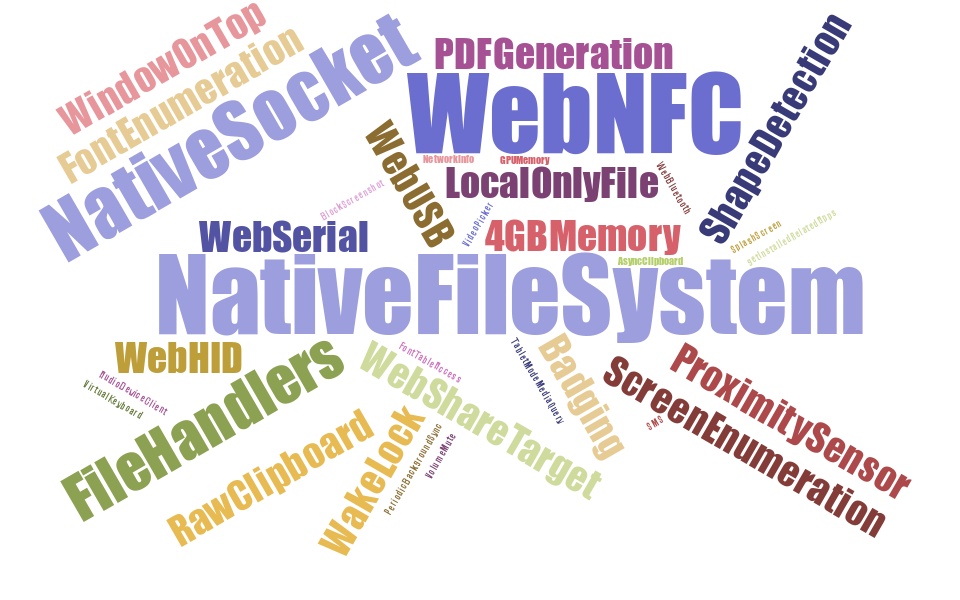 WindowOnTop
FontEnumeration
NativeSocket
PDFGeneration
WebNFC
ShapeDetection
WebUSB
NetworkInfo
GPUMemory
LocalOnlyFile
WebBluetooth
BlockScreenshot
VideoPicker
WebSerial
4GBMemory
SplashScreen
getInstalledRelatedApps
AsyncClipboard
NativeFileSystem
WebHID
AudioDeviceClient
VirtualKeyboard
FileHandlers
FontTableAccess
WebShareTarget
TabletModeMediaQuery
Badging
ProximitySensor
ScreenEnumeration
SMS
RawClipboard
WakeLock
PeriodicBackgroundSync
VolumeMute